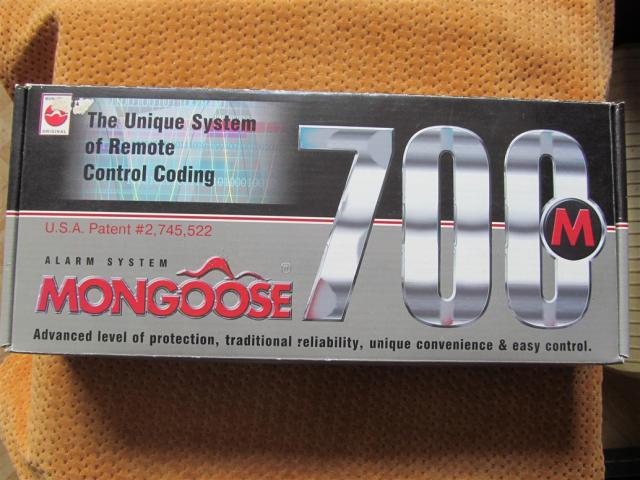 ORIGINAL
The Unique System
of Remote
Control Coding
U.S.A. Patent #2,745,522
ALARM SYSTEM
MONGOOSE®
700
M
Advanced level of protection, traditional reliability, unique convenience & easy control.